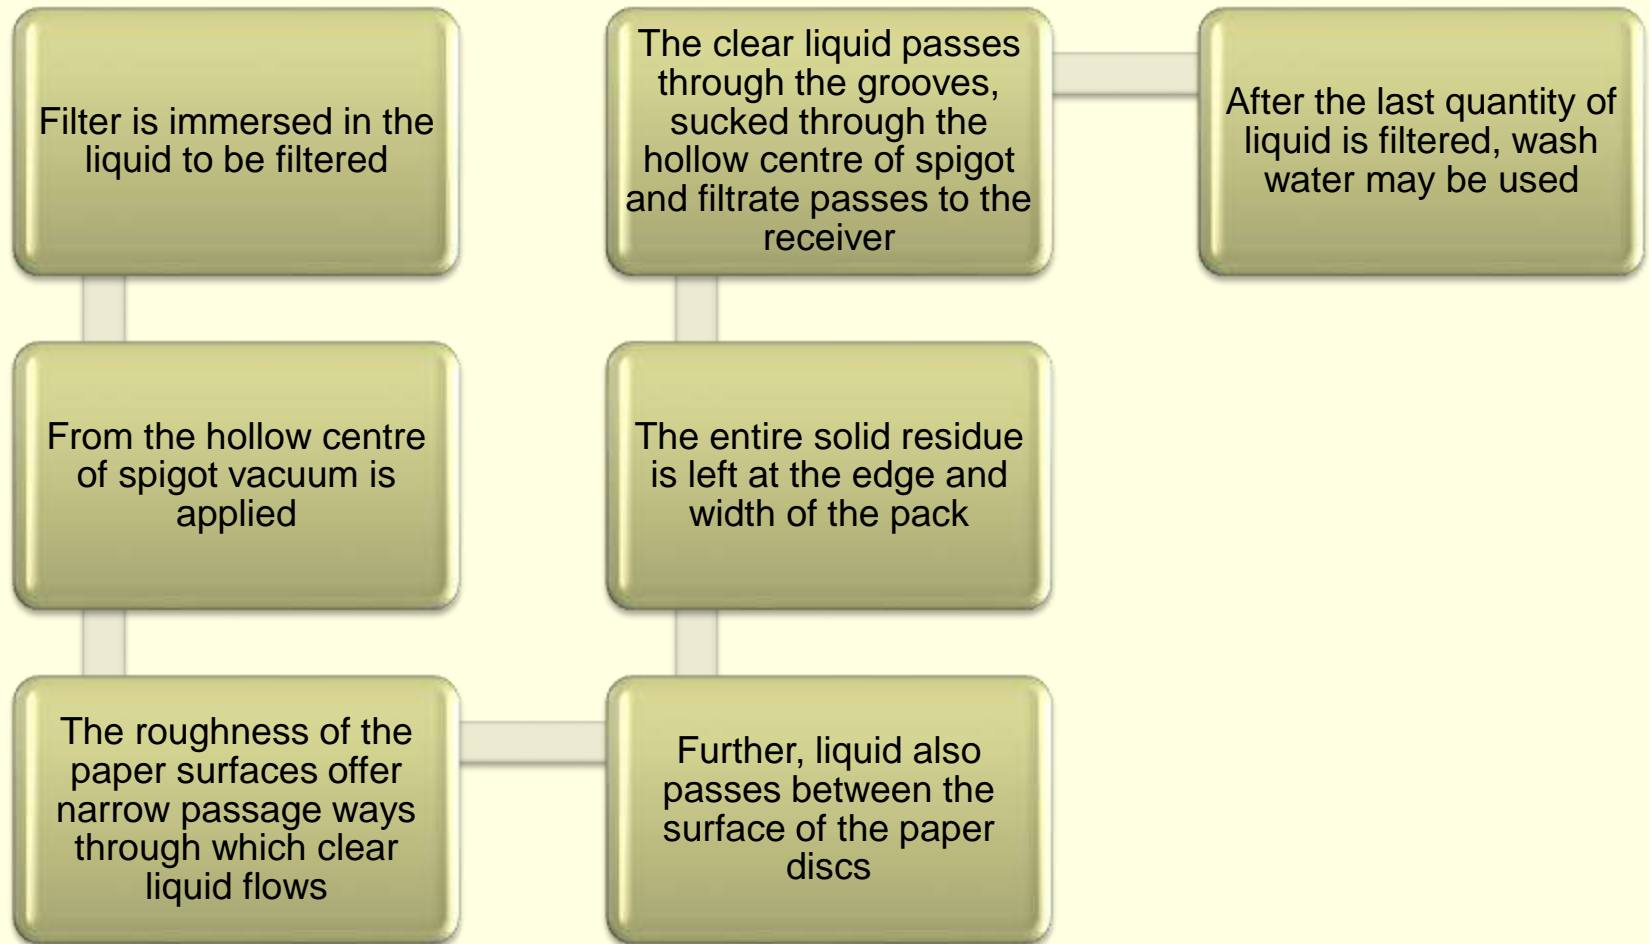 Filter is immersed in the
liquid to be filtered
From the hollow centre
of spigot vacuum is
applied
The roughness of the
paper surfaces offer
narrow passage ways
through which clear
liquid flows
Further, liquid also
passes between the
surface of the paper
discs
The entire solid residue
is left at the edge and
width of the pack
The clear liquid passes
through the grooves,
sucked through the
hollow centre of spigot
and filtrate passes to the
receiver
After the last quantity of
liquid is filtered, wash
water may be used